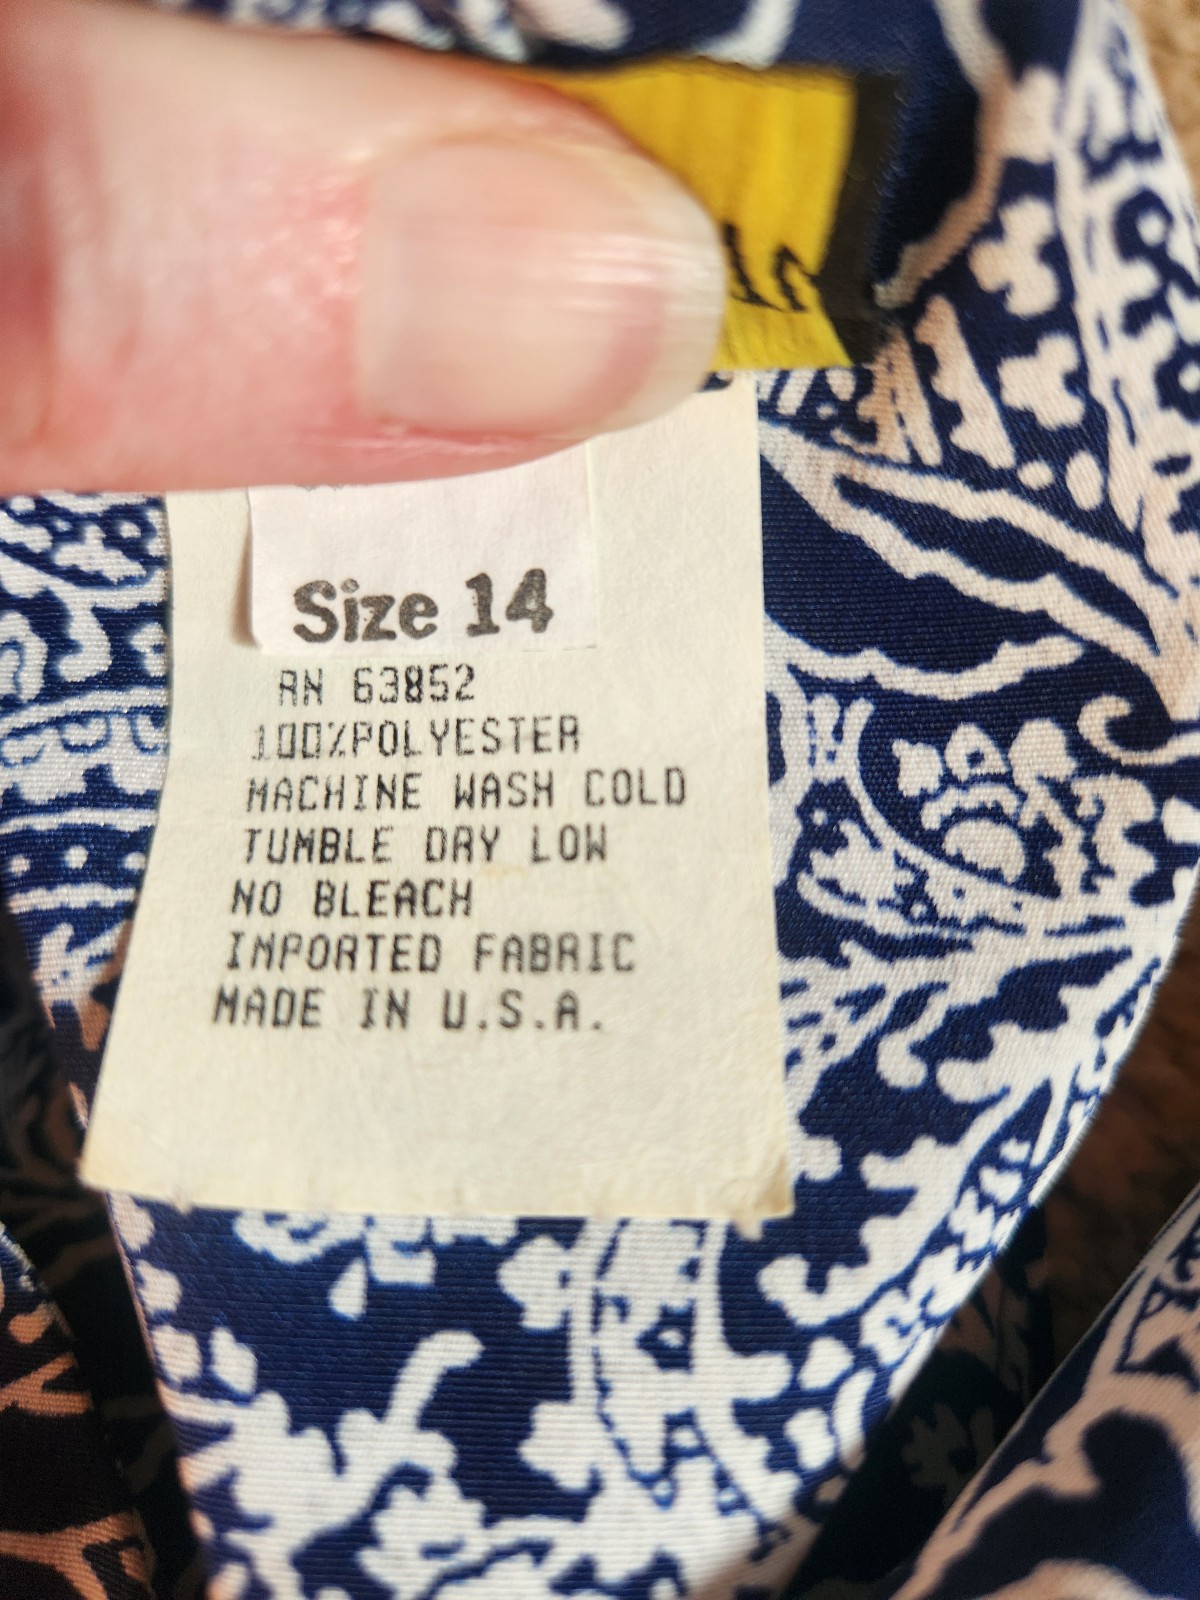 Size 14
RN 63852
100%POLYESTER
MACHINE WASH COLD
TUMBLE DRY LOW
NO BLEACH
IMPORTED FABRIC
MADE IN U.S.A.